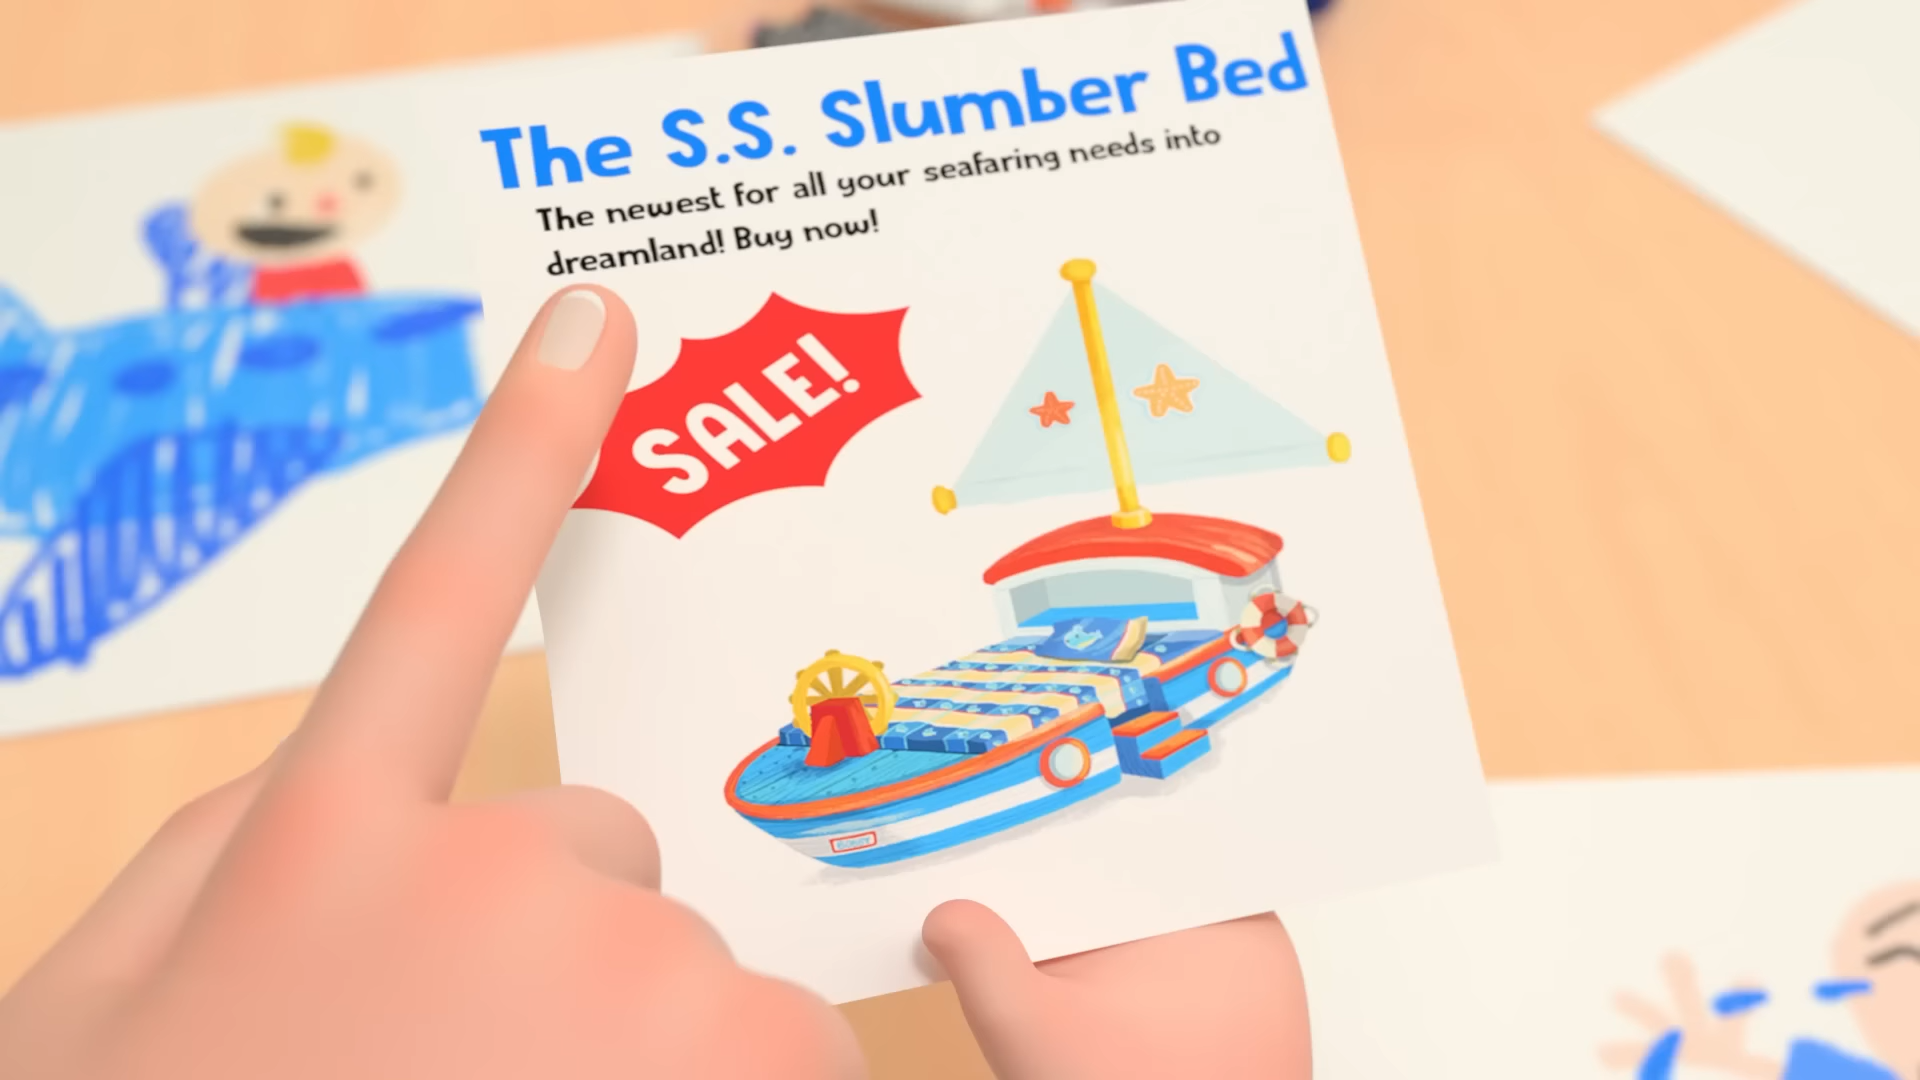 The S.S. Slumber Bed
The newest for all your seafaring needs into
dreamland! Buy now!
SALE!